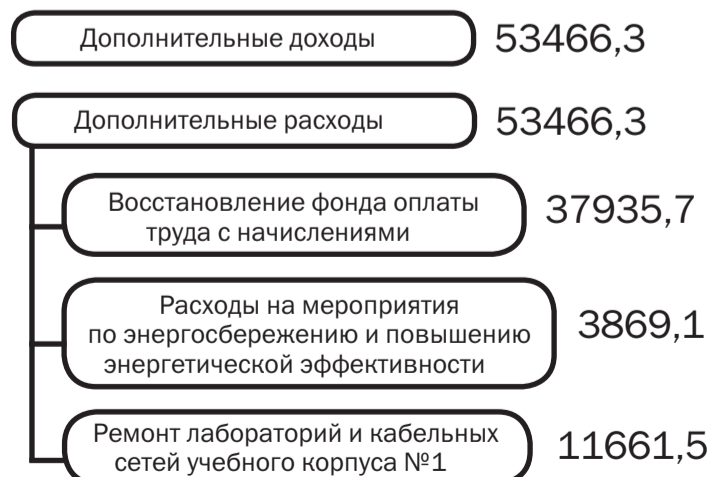 Дополнительные доходы 53466,3
Дополнительные расходы 53466,3
Восстановление фонда оплаты
труда с начислениями 37935,7
Расходы на мероприятия
по энергосбережению и повышению
энергетической эффективности 3869,1
Ремонт лабораторий и кабельных
сетей учебного корпуса №1 11661,5